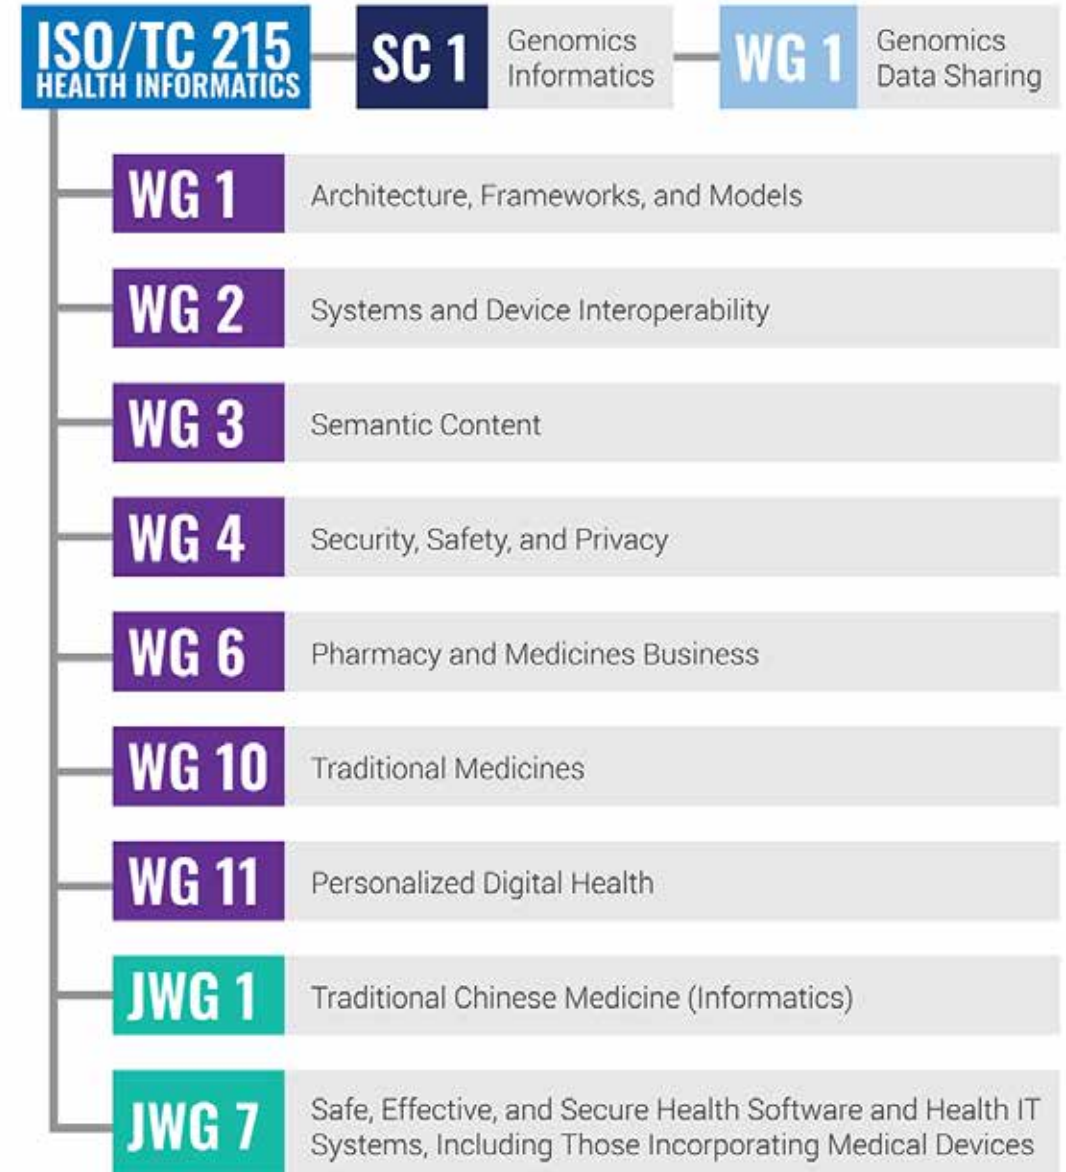 ISO/TC 215
HEALTH INFORMATICS
SC 1
Genomics
Informatics
WG 1
Genomics
Data Sharing
WG 1
Architecture, Frameworks, and Models
WG 2
Systems and Device Interoperability
WG 3
Semantic Content
WG 4
Security, Safety, and Privacy
WG 6
Pharmacy and Medicines Business
WG 10
Traditional Medicines
WG 11
Personalized Digital Health
JWG 1
Traditional Chinese Medicine (Informatics)
JWG 7
Safe, Effective, and Secure Health Software and Health IT
Systems, Including Those Incorporating Medical Devices